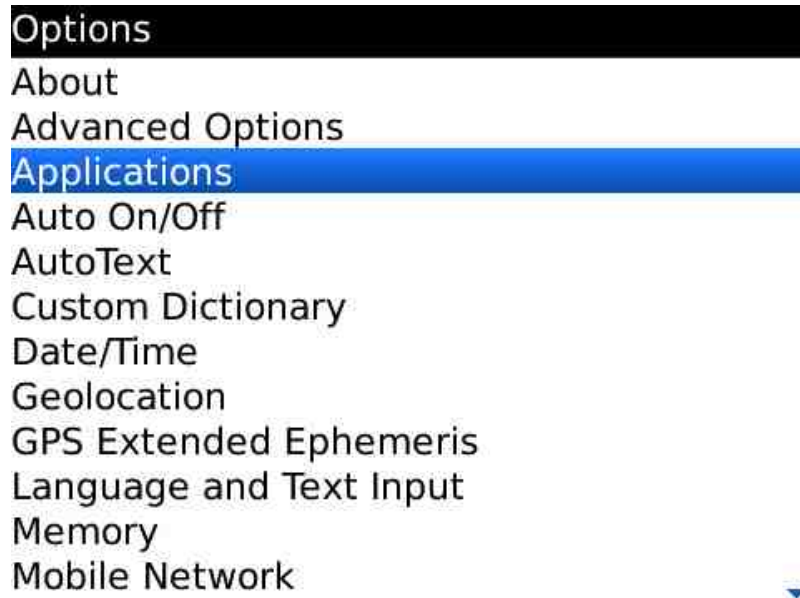 Options
About
Advanced Options
Applications
Auto On/Off
AutoText
Custom Dictionary
Date/Time
Geolocation
GPS Extended Ephemeris
Language and Text Input
Memory
Mobile Network